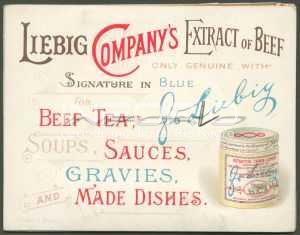 LIEBIG COMPANY'S EXTRACT OF BEEF
ONLY GENUINE WITH
SIGNATURE IN BLUE
J. v. Liebig
FOR
BEEF TEA,
SOUPS, SAUCES,
GRAVIES,
AND MADE DISHES.